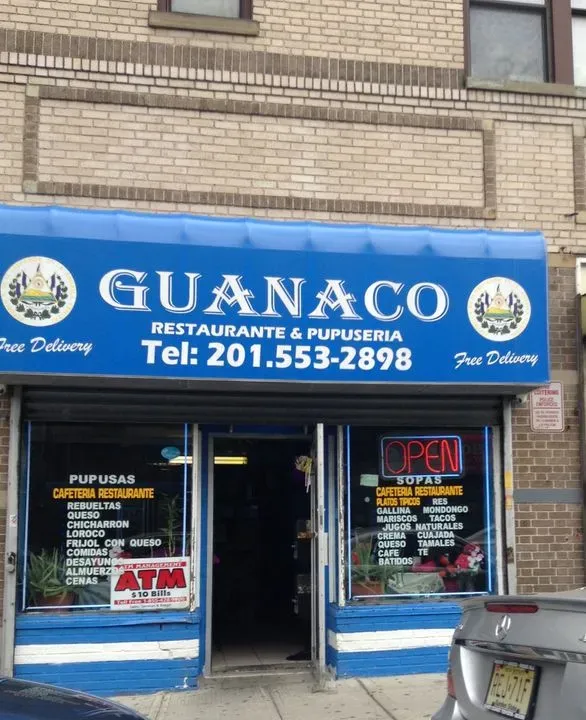 GUANACO
RESTAURANTE & PUPUSERIA
Tel: 201.553-2898
Free Delivery
Free Delivery
LOITERING
PUPUSAS
CAFETERIA RESTAURANTE
REBUELTAS
QUESO
CHICHARRON
LOROCO
FRIJOL CON QUESO
COMIDAS
DESAYUNOS
ALMUERZOS
CENAS
ATM
$10 Bills
OPEN
SOPAS
CAFETERIA RESTAURANTE
PLATOS TIPICOS RES
GALLINA MONDONGO
MARISCOS TACOS
JUGOS NATURALES
CREMA CUAJADA
QUESO TAMALES
CAFE TE
BATIDOS